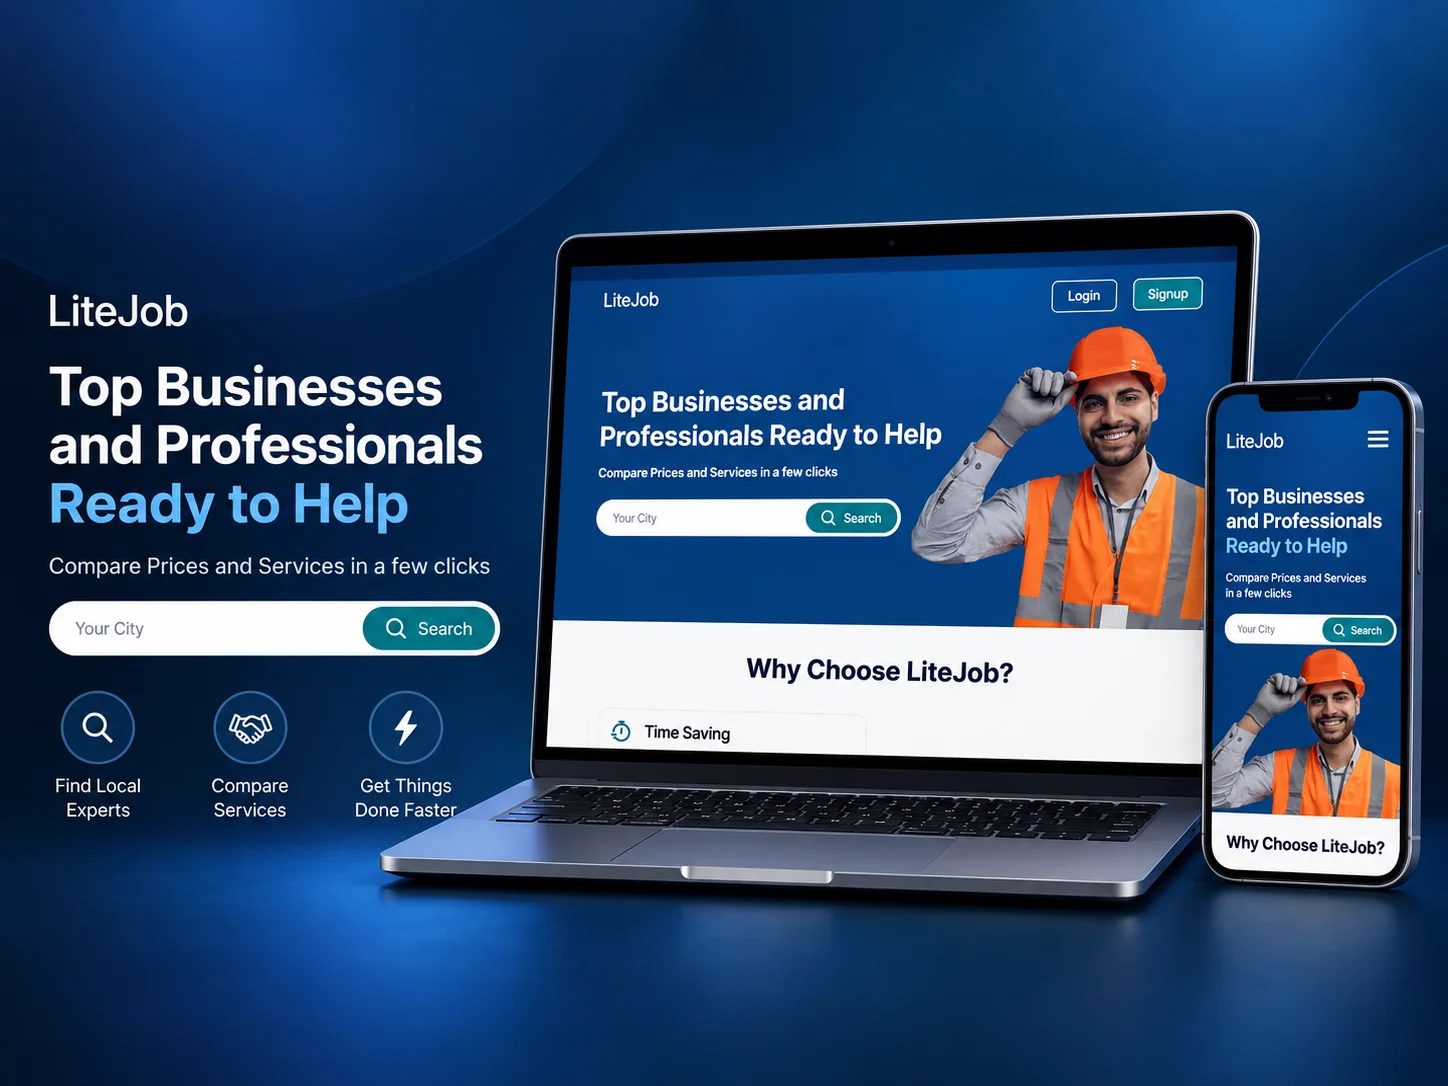 LiteJob
Top Businesses
and Professionals
Ready to Help
Compare Prices and Services in a few clicks
Your City
Search
Find Local
Experts
Compare
Services
Get Things
Done Faster
LiteJob
Login
Signup
Top Businesses and
Professionals Ready to Help
Compare Prices and Services in a few clicks
Your City
Search
Why Choose LiteJob?
Time Saving
LiteJob
Top Businesses
and Professionals
Ready to Help
Compare Prices and Services
in a few clicks
Your City
Search
Why Choose LiteJob?